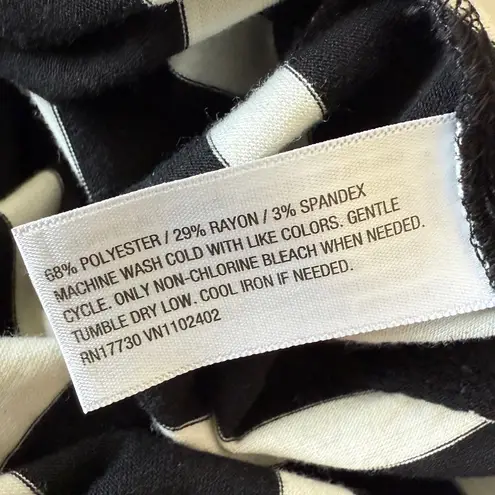 68% POLYESTER / 29% RAYON / 3% SPANDEX
MACHINE WASH COLD WITH LIKE COLORS. GENTLE
CYCLE. ONLY NON-CHLORINE BLEACH WHEN NEEDED.
TUMBLE DRY LOW. COOL IRON IF NEEDED.
RN17730 VN1102402